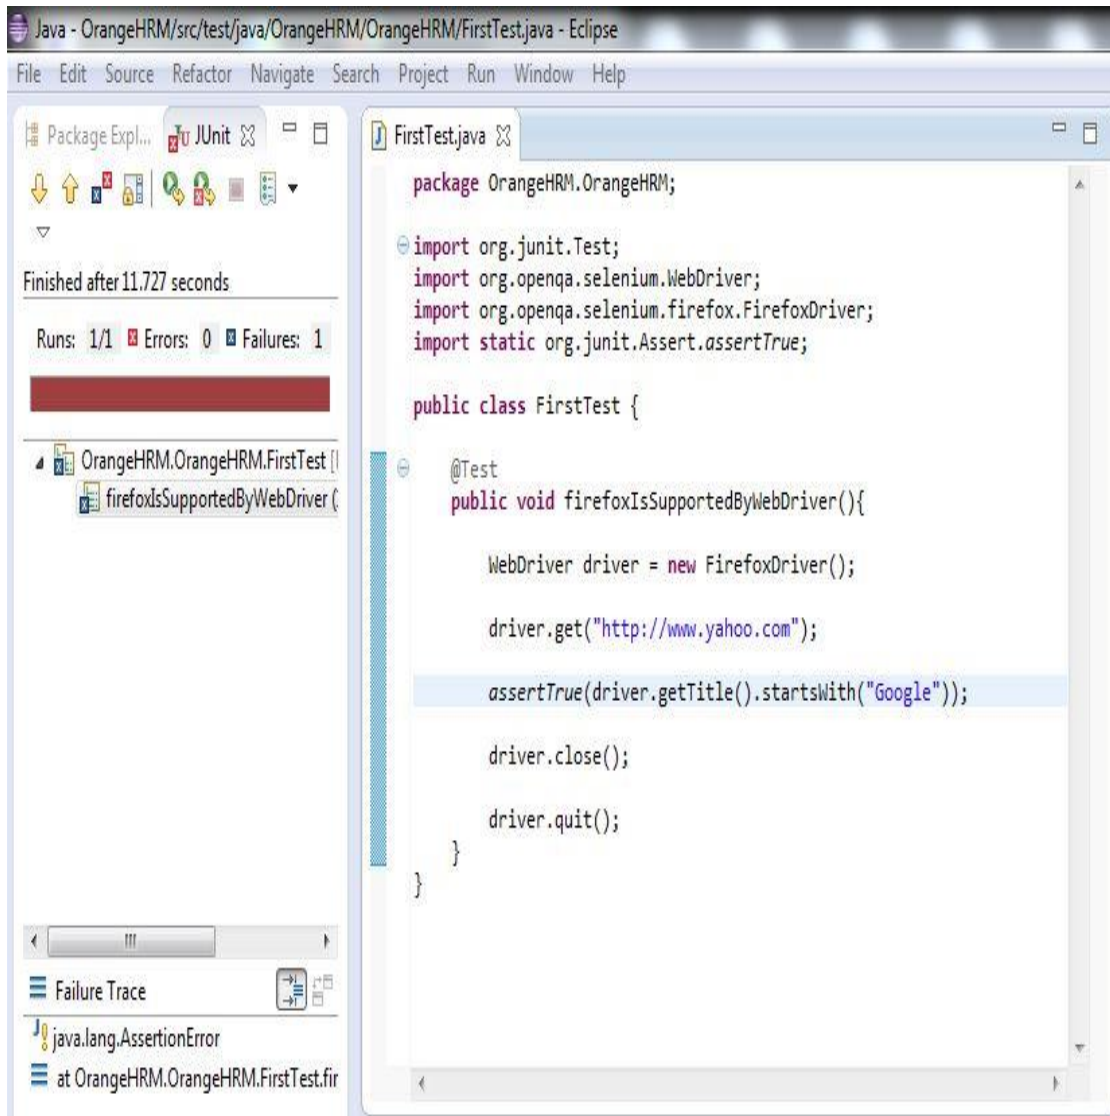 Java - OrangeHRM/src/test/java/OrangeHRM/OrangeHRM/FirstTest.java - Eclipse
File Edit Source Refactor Navigate Search Project Run Window Help
Package Expl... JUnit
Finished after 11.727 seconds
Runs: 1/1 Errors: 0 Failures: 1
OrangeHRM.OrangeHRM.FirstTest [
firefoxIsSupportedByWebDriver (
Failure Trace
java.lang.AssertionError
at OrangeHRM.OrangeHRM.FirstTest.fir
FirstTest.java
package OrangeHRM.OrangeHRM;
import org.junit.Test;
import org.openqa.selenium.WebDriver;
import org.openqa.selenium.firefox.FirefoxDriver;
import static org.junit.Assert.assertTrue;
public class FirstTest {
@Test
public void firefoxIsSupportedByWebDriver(){
WebDriver driver = new FirefoxDriver();
driver.get("http://www.yahoo.com");
assertTrue(driver.getTitle().startsWith("Google"));
driver.close();
driver.quit();
}
}